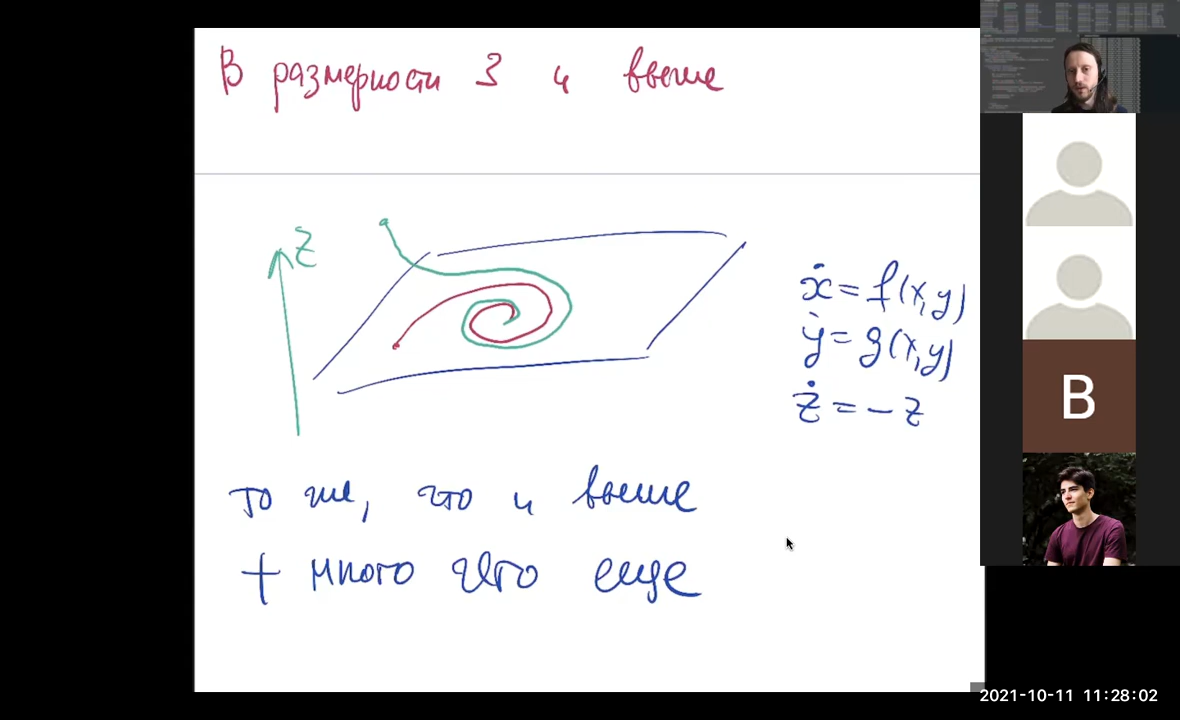 В размерности 3 и выше
z
ẋ = f(x,y)
ẏ = g(x,y)
ż = -z
то же, что и выше
+ много чего еще
B
2021-10-11 11:28:02